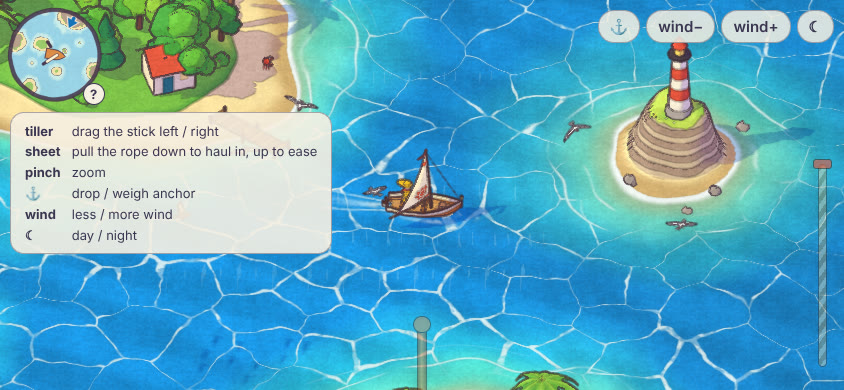 ⚓ wind− wind+ ☾
?
tiller drag the stick left / right
sheet pull the rope down to haul in, up to ease
pinch zoom
⚓ drop / weigh anchor
wind less / more wind
☾ day / night